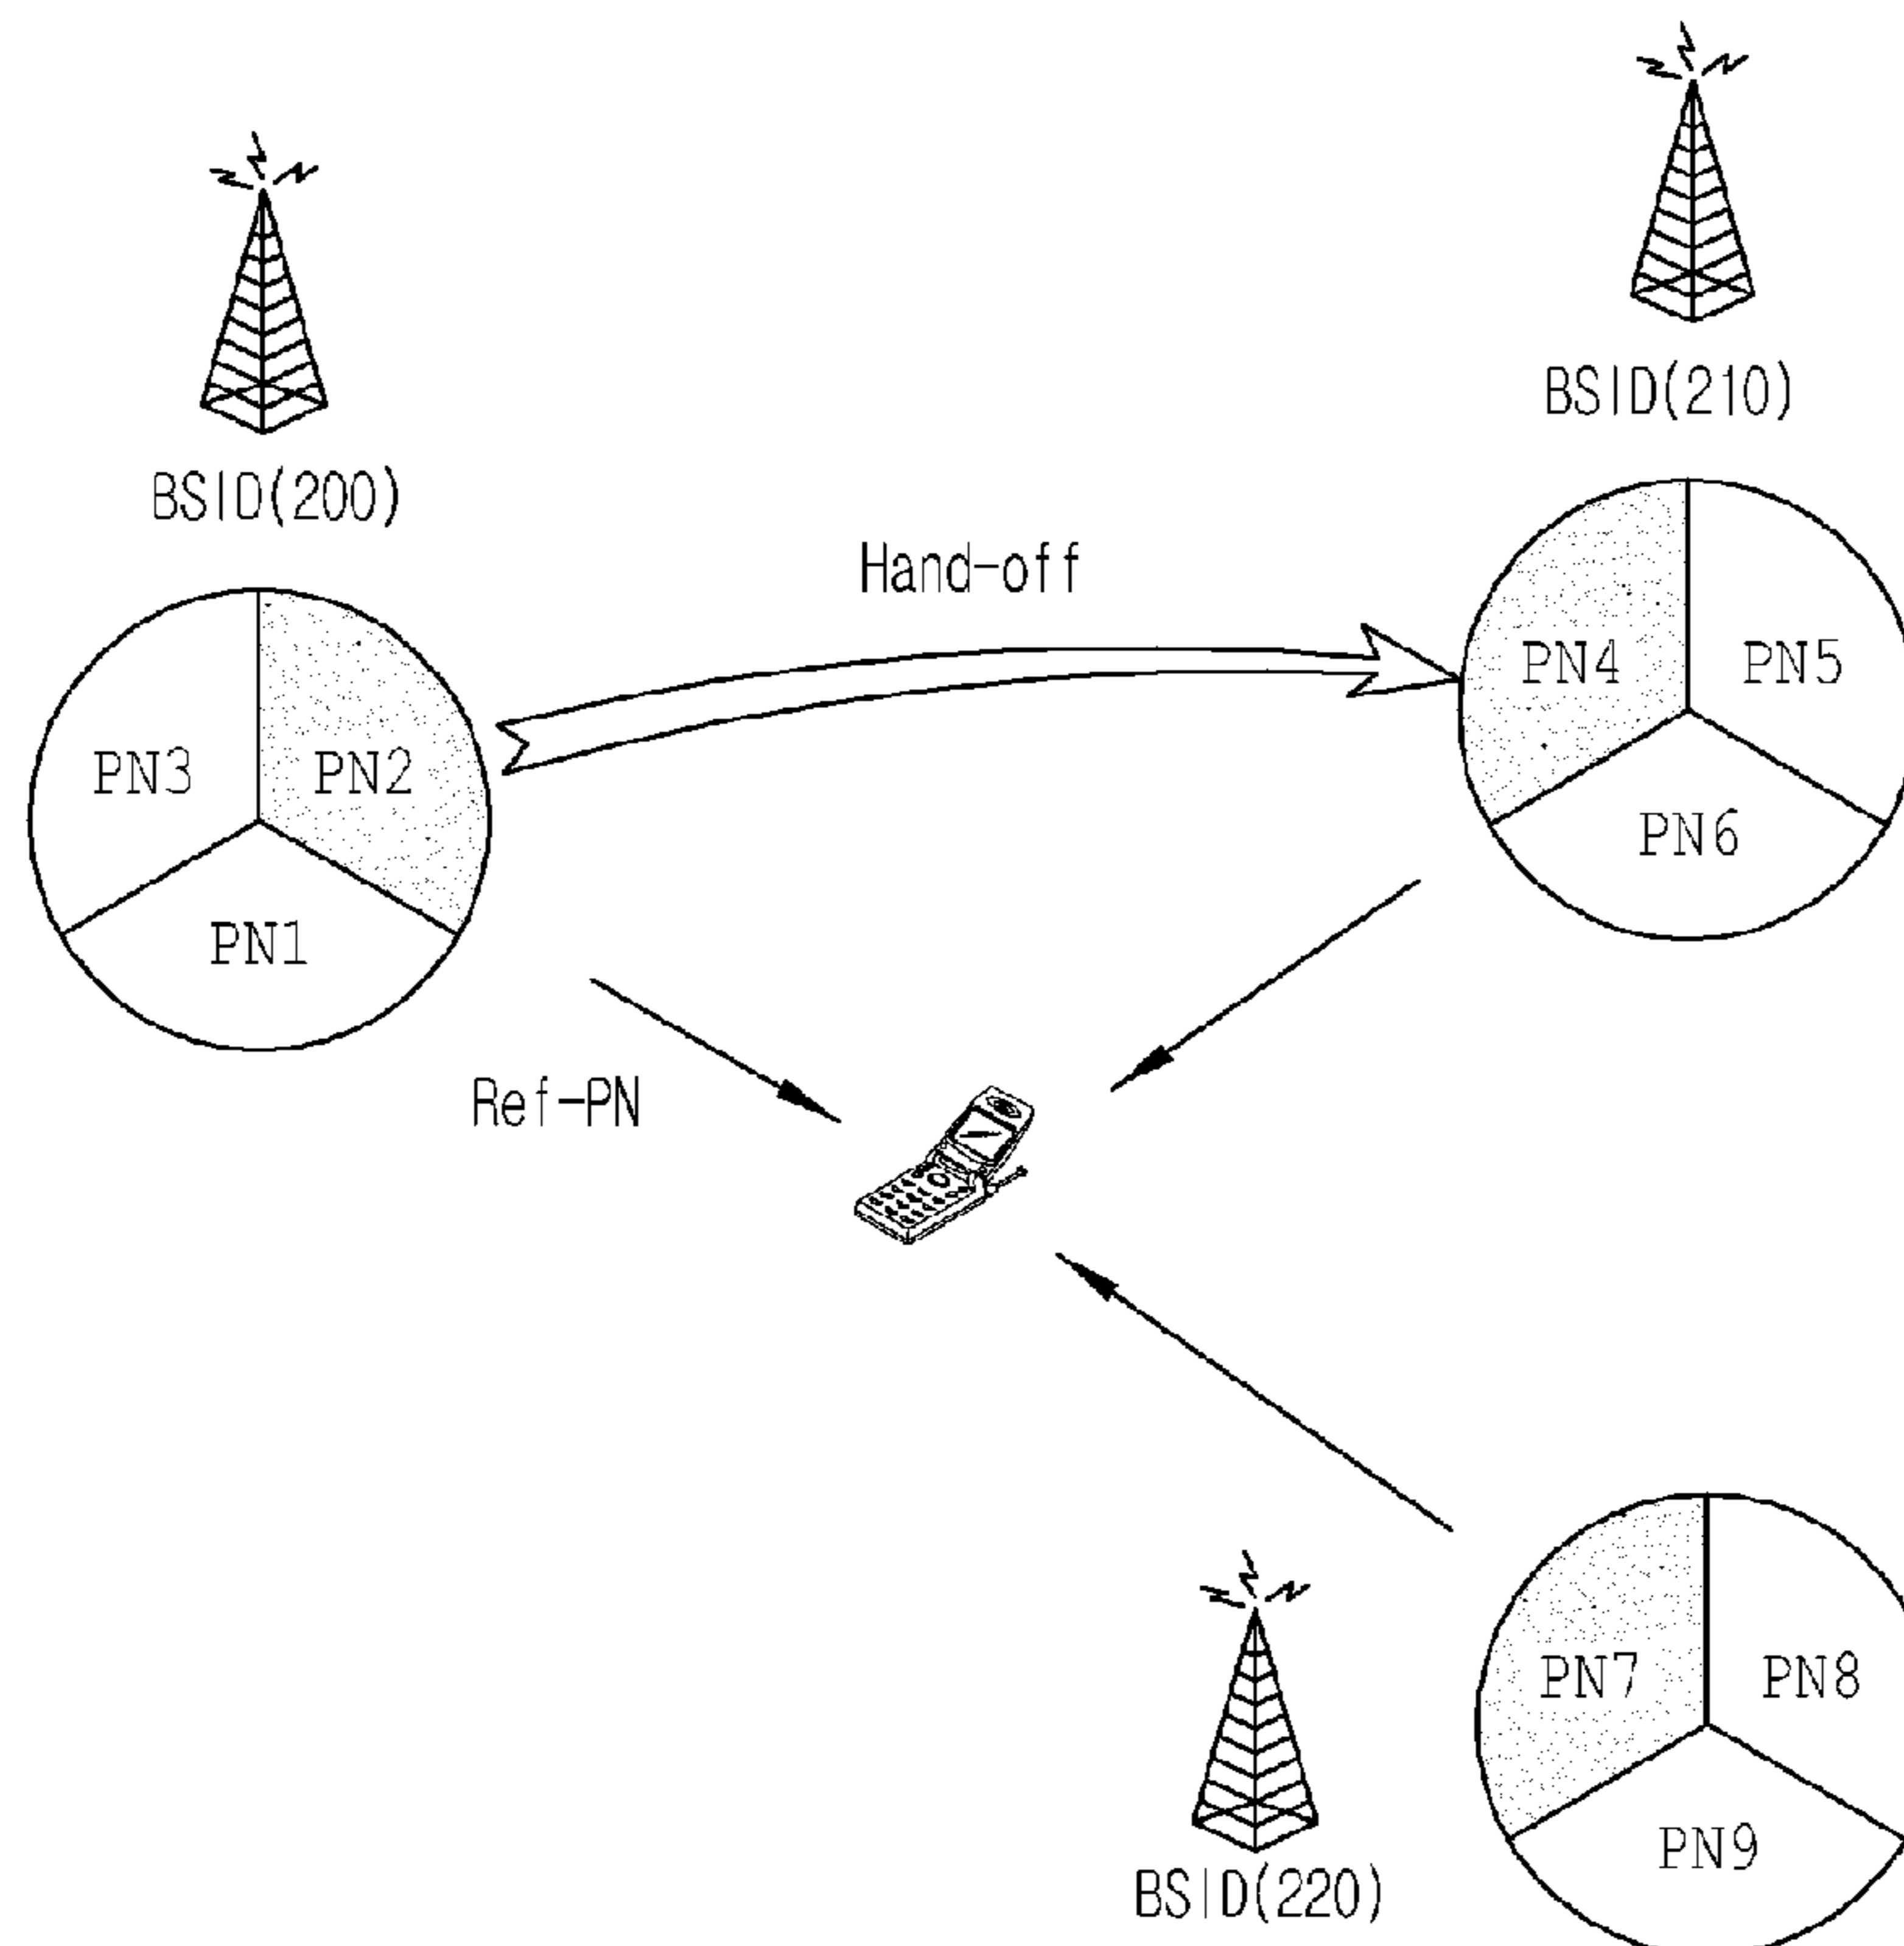 BSID(200)
BSID(210)
Hand-off
PN3
PN2
PN1
PN4
PN5
PN6
Ref-PN
BSID(220)
PN7
PN8
PN9